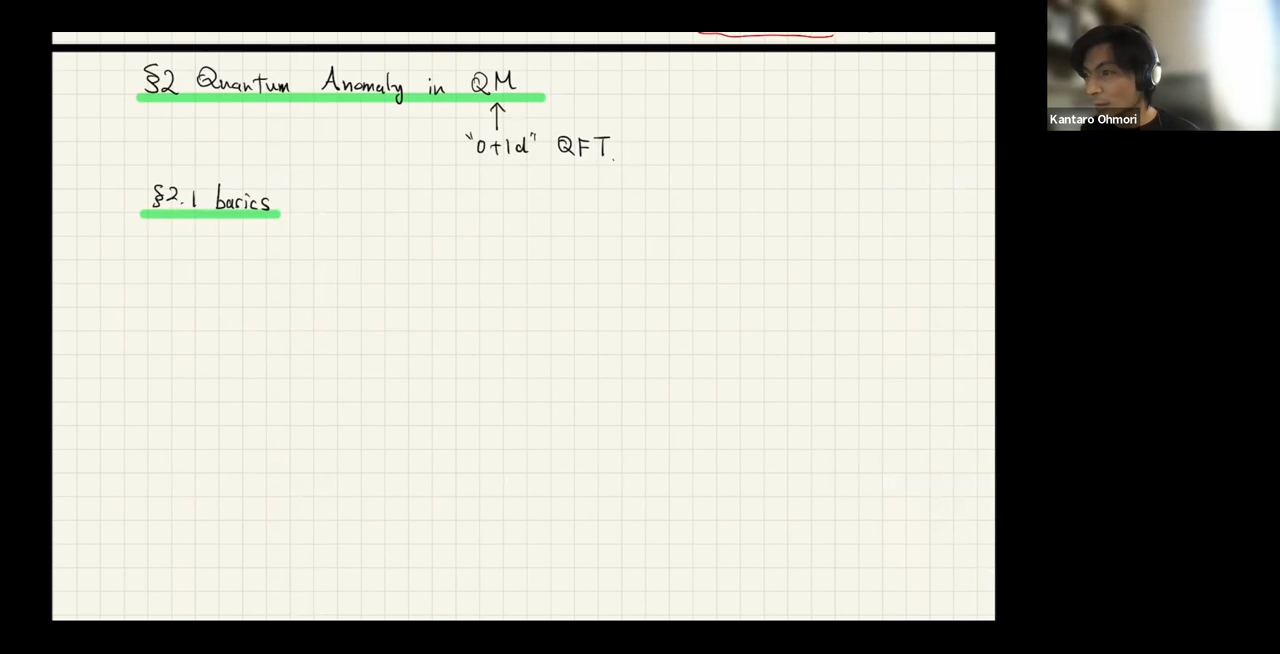 §2 Quantum Anomaly in QM
↑
"0+1d" QFT.
§2.1 basics
Kantaro Ohmori